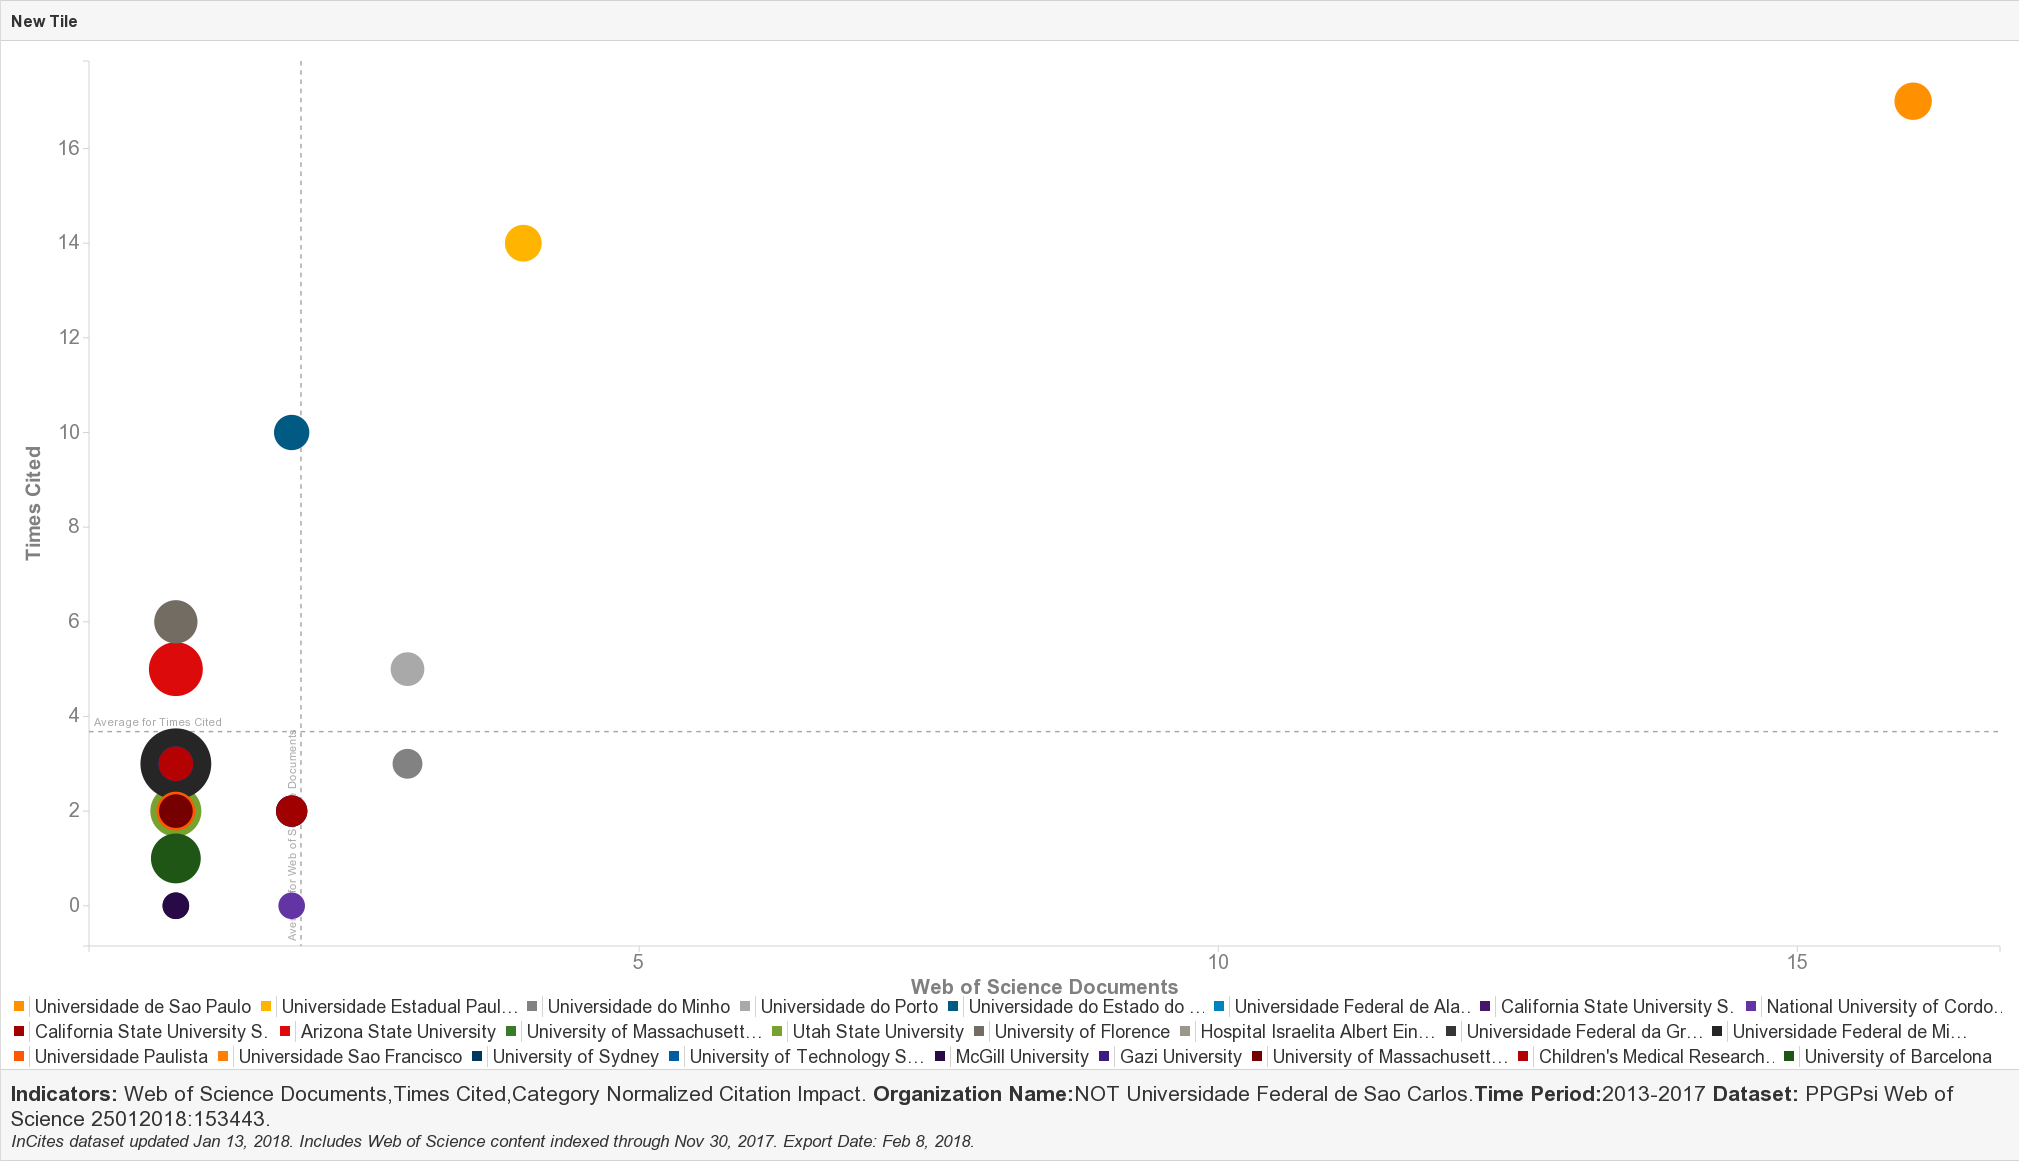 New Tile
16
14
12
10
8
6
4
2
0
Times Cited
Average for Times Cited
5
10
15
Web of Science Documents
Universidade de Sao Paulo Universidade Estadual Paul... Universidade do Minho Universidade do Porto Universidade do Estado do ... Universidade Federal de Ala.. California State University S. National University of Cordo..
California State University S. Arizona State University University of Massachusett... Utah State University University of Florence Hospital Israelita Albert Ein... Universidade Federal da Gr... Universidade Federal de Mi...
Universidade Paulista Universidade Sao Francisco University of Sydney University of Technology S... McGill University Gazi University University of Massachusett... Children's Medical Research.. University of Barcelona
Indicators: Web of Science Documents,Times Cited,Category Normalized Citation Impact. Organization Name:NOT Universidade Federal de Sao Carlos.Time Period:2013-2017 Dataset: PPGPsi Web of
Science 25012018:153443.
InCites dataset updated Jan 13, 2018. Includes Web of Science content indexed through Nov 30, 2017. Export Date: Feb 8, 2018.